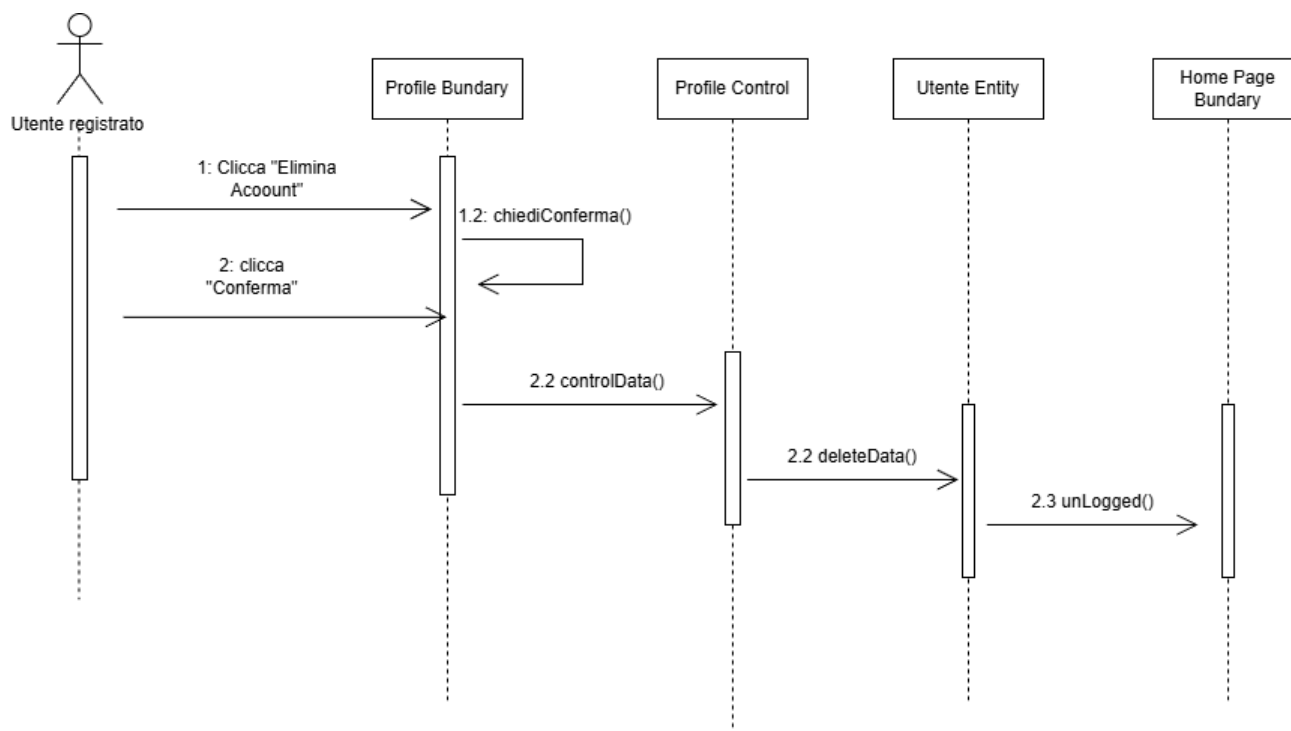 Utente registrato
Profile Bundary
Profile Control
Utente Entity
Home Page
Bundary
1: Clicca "Elimina
Acoount"
1.2: chiediConferma()
2: clicca
"Conferma"
2.2 controlData()
2.2 deleteData()
2.3 unLogged()